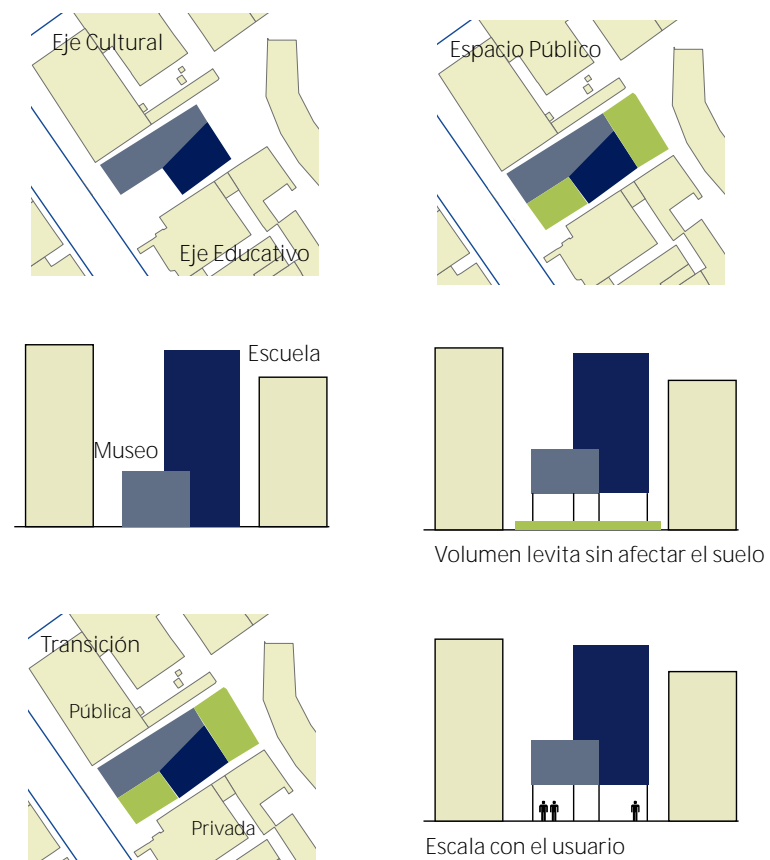 Eje Cultural
Espacio Público
Eje Educativo
Escuela
Museo
Volumen levita sin afectar el suelo
Transición
Pública
Privada
Escala con el usuario